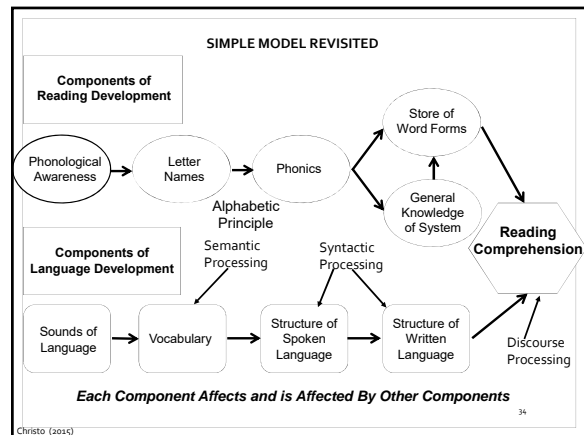 SIMPLE MODEL REVISITED
Components of
Reading Development
Store of
Word Forms
Phonological
Awareness
Letter
Names
Phonics
General
Knowledge
of System
Alphabetic
Principle
Reading
Comprehension
Components of
Language Development
Semantic
Processing
Syntactic
Processing
Sounds of
Language
Vocabulary
Structure of
Spoken
Language
Structure of
Written
Language
Discourse
Processing
Each Component Affects and is Affected By Other Components
34
Christo (2015)